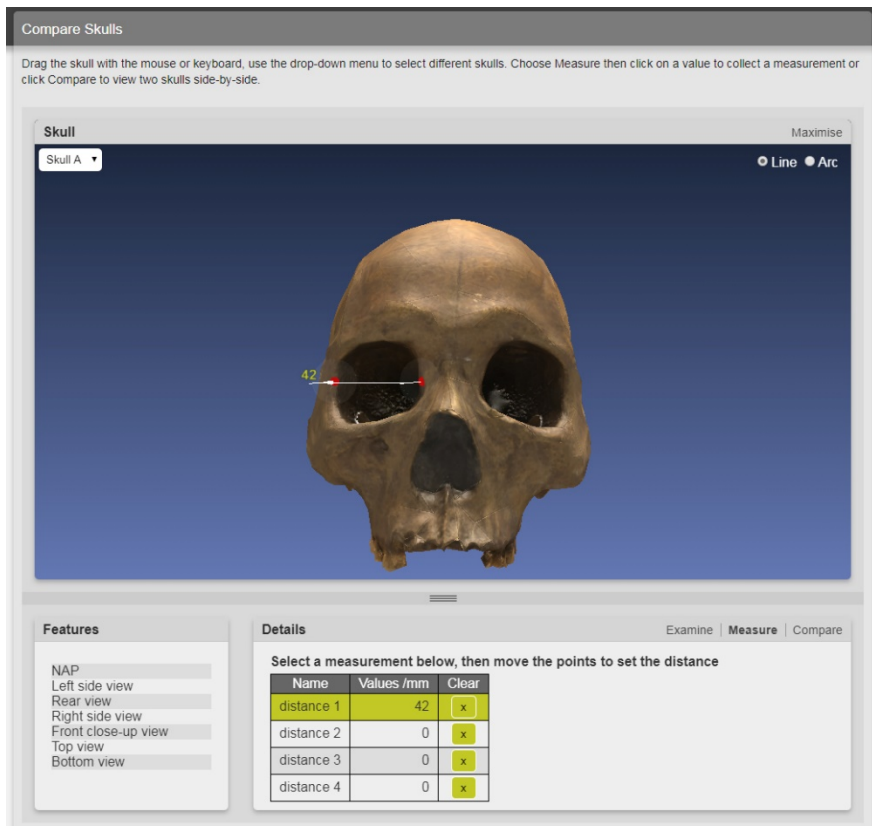 Compare Skulls
Drag the skull with the mouse or keyboard, use the drop-down menu to select different skulls. Choose Measure then click on a value to collect a measurement or
click Compare to view two skulls side-by-side.
Skull
Maximise
Skull A
Line Arc
42
Features
NAP
Left side view
Rear view
Right side view
Front close-up view
Top view
Bottom view
Details
Examine | Measure | Compare
Select a measurement below, then move the points to set the distance
Name Values /mm Clear
distance 1 42 x
distance 2 0 x
distance 3 0 x
distance 4 0 x